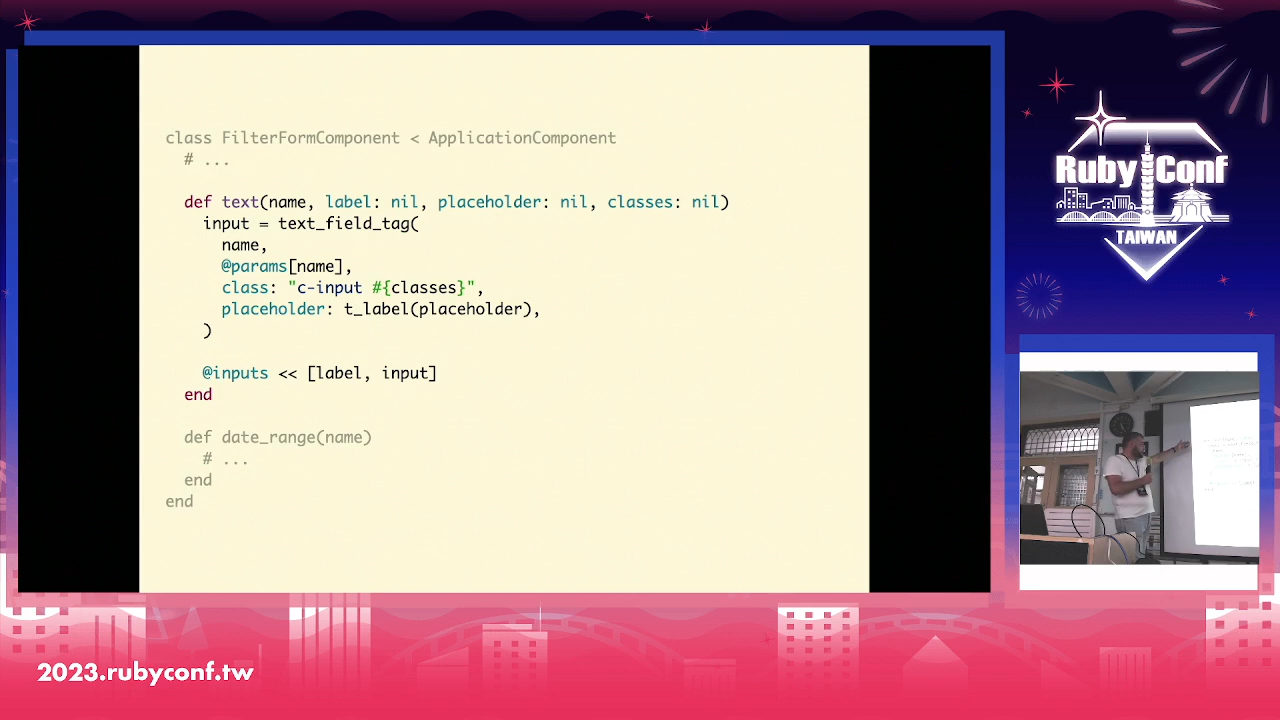 class FilterFormComponent < ApplicationComponent
  # ...

  def text(name, label: nil, placeholder: nil, classes: nil)
    input = text_field_tag(
      name,
      @params[name],
      class: "c-input #{classes}",
      placeholder: t_label(placeholder),
    )

    @inputs << [label, input]
  end

  def date_range(name)
    # ...
  end
end
RubyConf
TAIWAN
2023.rubyconf.tw